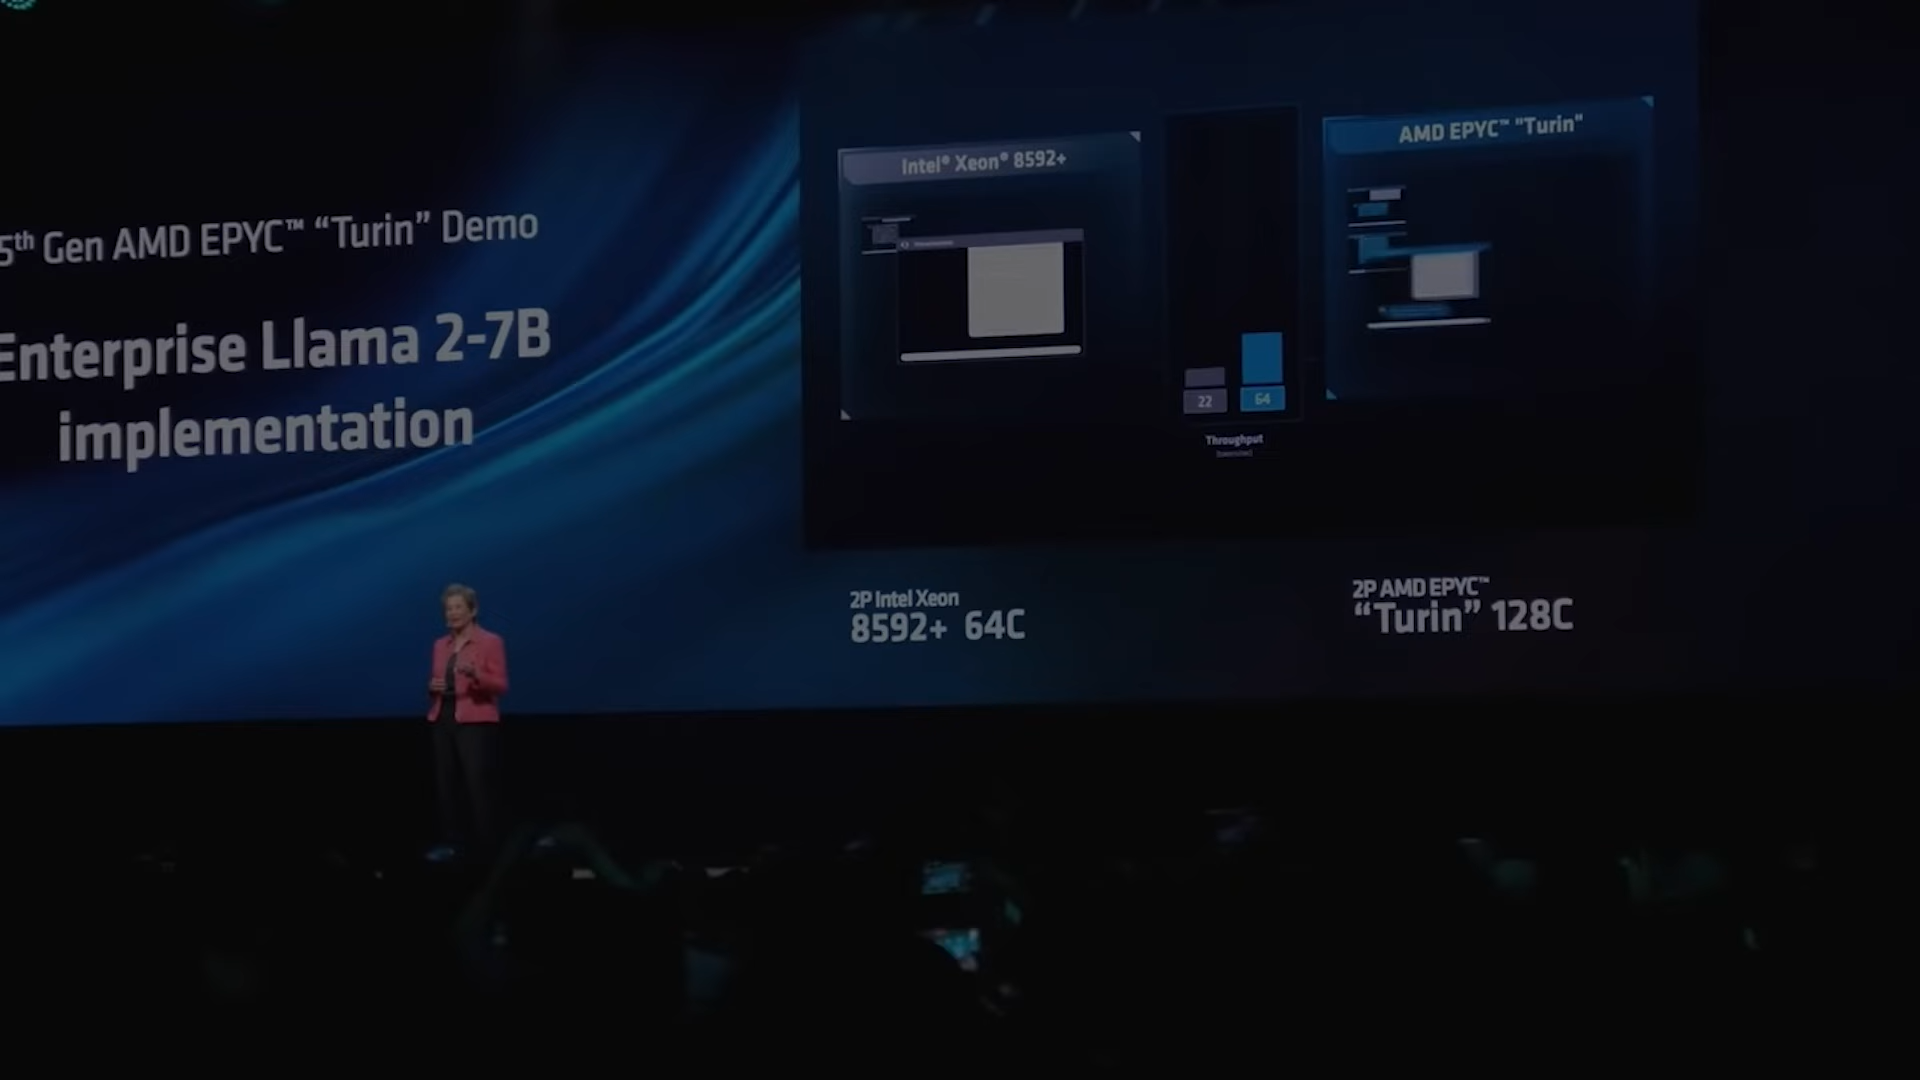 5th Gen AMD EPYC™ “Turin” Demo
Enterprise Llama 2-7B
implementation
Intel® Xeon® 8592+
AMD EPYC™ "Turin"
22
64
Throughput
2P Intel Xeon
8592+ 64C
2P AMD EPYC™
“Turin” 128C